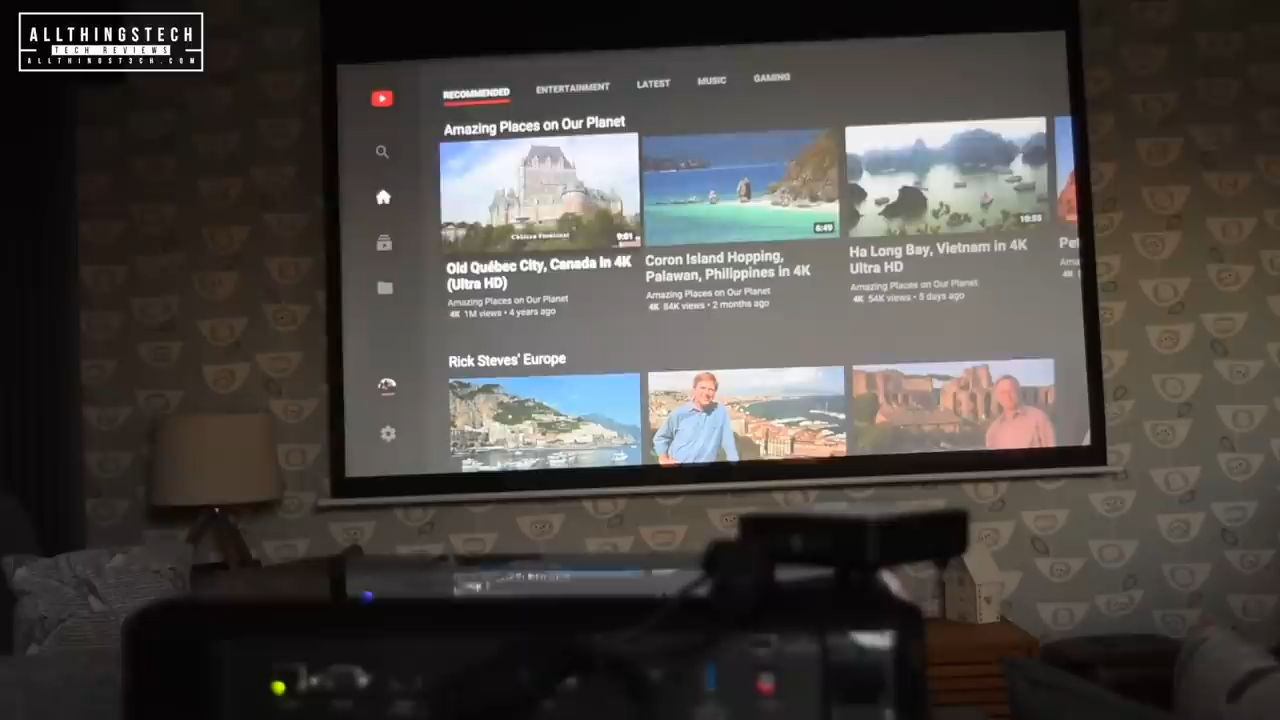 ALLTHINGSTECH
TECH REVIEWS
ALLTHINGST3CH.COM
RECOMMENDED
ENTERTAINMENT
LATEST
MUSIC
GAMING
Amazing Places on Our Planet
9:01
6:49
10:55
Old Québec City, Canada in 4K
(Ultra HD)
Amazing Places on Our Planet
4K 1M views • 4 years ago
Coron Island Hopping,
Palawan, Philippines in 4K
Amazing Places on Our Planet
4K 84K views • 2 months ago
Ha Long Bay, Vietnam in 4K
Ultra HD
Amazing Places on Our Planet
4K 54K views • 5 days ago
Pet
Ama
4K
Rick Steves' Europe